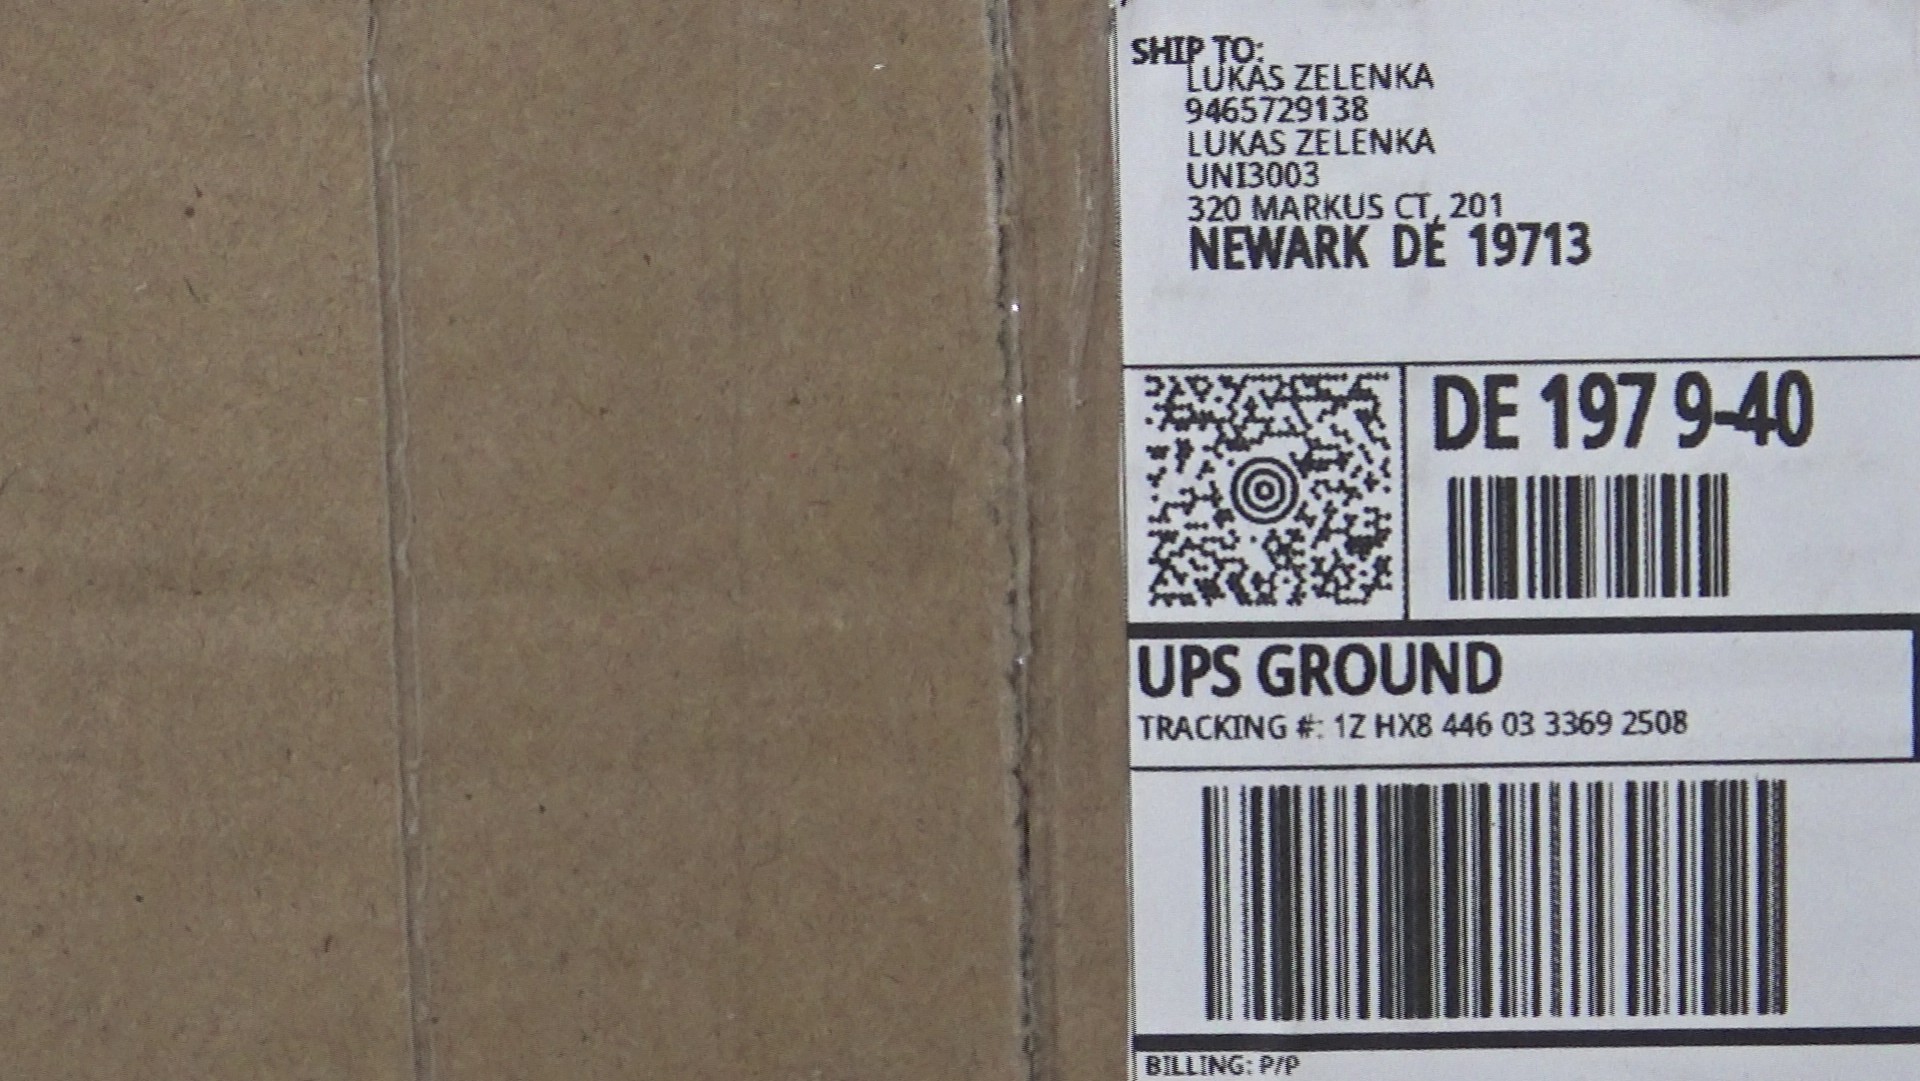 SHIP TO:
LUKAS ZELENKA
9465729138
LUKAS ZELENKA
UNI3003
320 MARKUS CT, 201
NEWARK DE 19713
DE 197 9-40
UPS GROUND
TRACKING #: 1Z HX8 446 03 3369 2508
BILLING: P/P